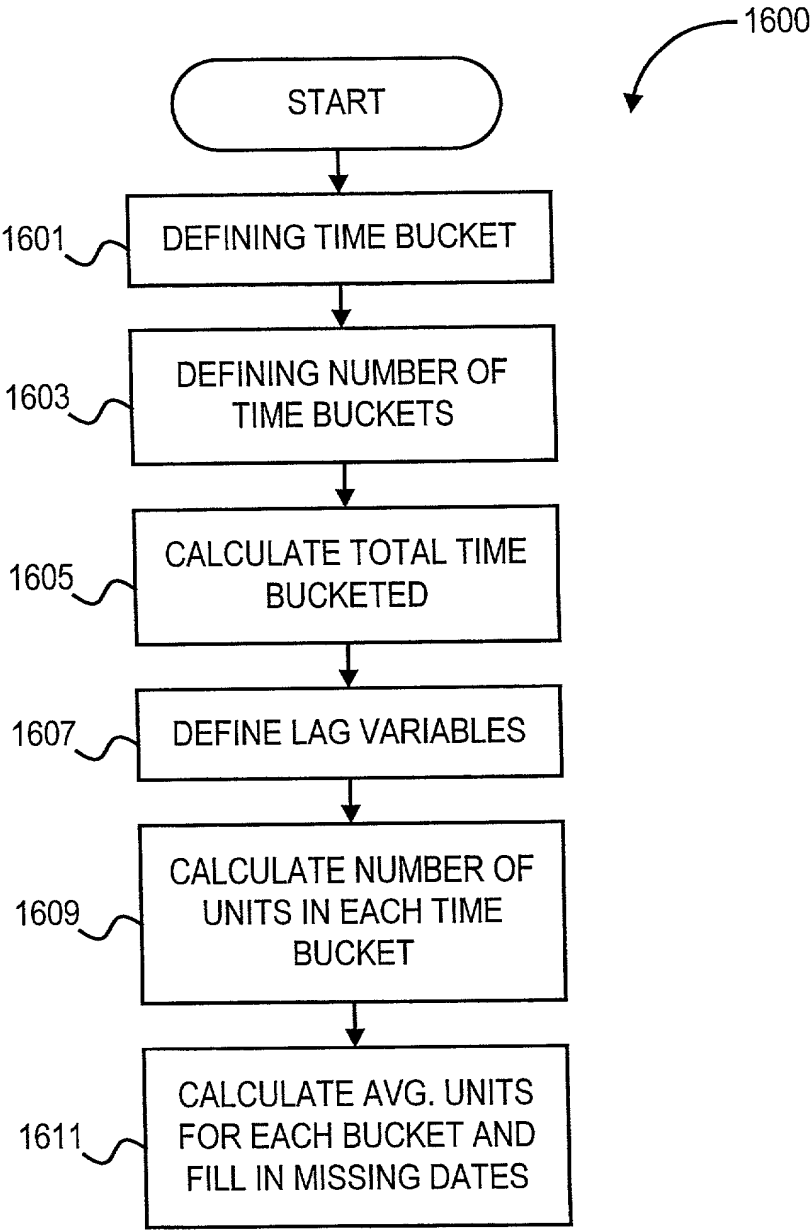 1600
START
1601
DEFINING TIME BUCKET
1603
DEFINING NUMBER OF
TIME BUCKETS
1605
CALCULATE TOTAL TIME
BUCKETED
1607
DEFINE LAG VARIABLES
1609
CALCULATE NUMBER OF
UNITS IN EACH TIME
BUCKET
1611
CALCULATE AVG. UNITS
FOR EACH BUCKET AND
FILL IN MISSING DATES